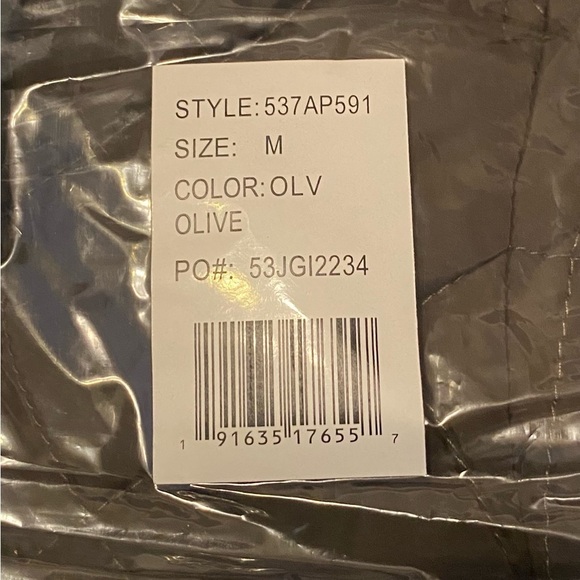 STYLE: 537AP591
SIZE: M
COLOR: OLV
OLIVE
PO#: 53JGI2234
1 91635 17655 7